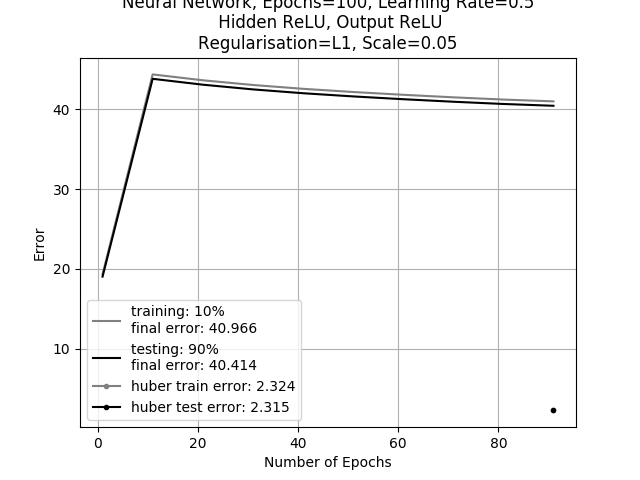 Neural Network, Epochs=100, Learning Rate=0.5
Hidden ReLU, Output ReLU
Regularisation=L1, Scale=0.05
40
30
20
10
Error
training: 10%
final error: 40.966
testing: 90%
final error: 40.414
huber train error: 2.324
huber test error: 2.315
0 20 40 60 80
Number of Epochs